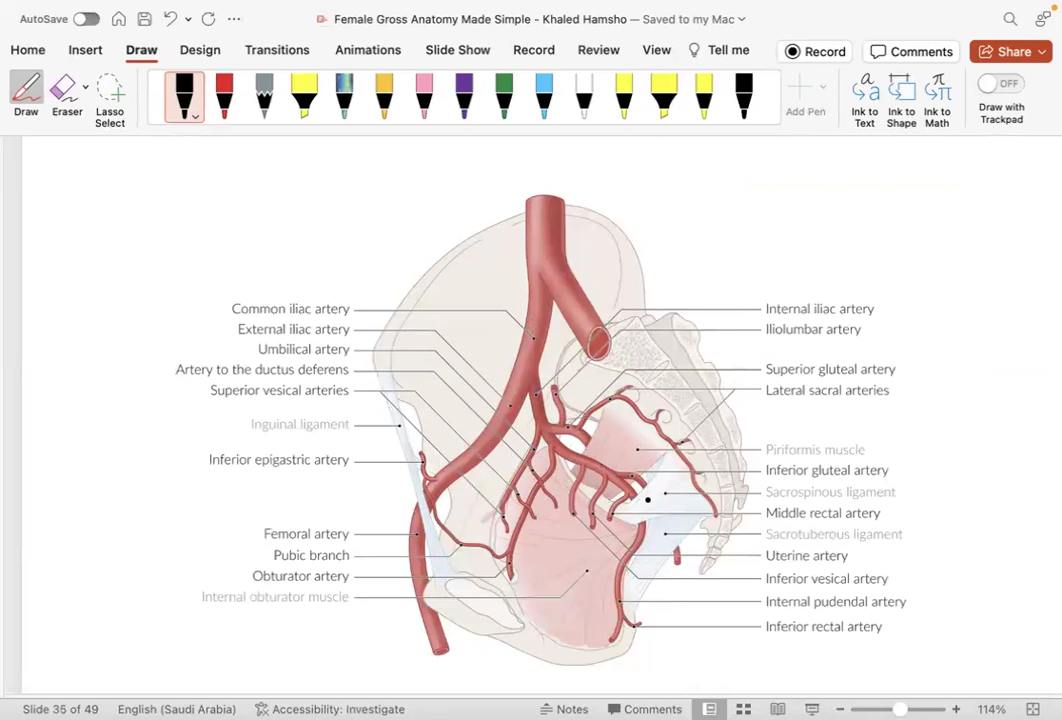 AutoSave
Female Gross Anatomy Made Simple - Khaled Hamsho — Saved to my Mac
Home Insert Draw Design Transitions Animations Slide Show Record Review View Tell me Record Comments Share
OFF
Draw Eraser Lasso Select Add Pen Ink to Text Ink to Shape Ink to Math Draw with Trackpad
Common iliac artery
External iliac artery
Umbilical artery
Artery to the ductus deferens
Superior vesical arteries
Inguinal ligament
Inferior epigastric artery
Femoral artery
Pubic branch
Obturator artery
Internal obturator muscle
Internal iliac artery
Iliolumbar artery
Superior gluteal artery
Lateral sacral arteries
Piriformis muscle
Inferior gluteal artery
Sacrospinous ligament
Middle rectal artery
Sacrotuberous ligament
Uterine artery
Inferior vesical artery
Internal pudendal artery
Inferior rectal artery
Slide 35 of 49 English (Saudi Arabia) Accessibility: Investigate Notes Comments 114%